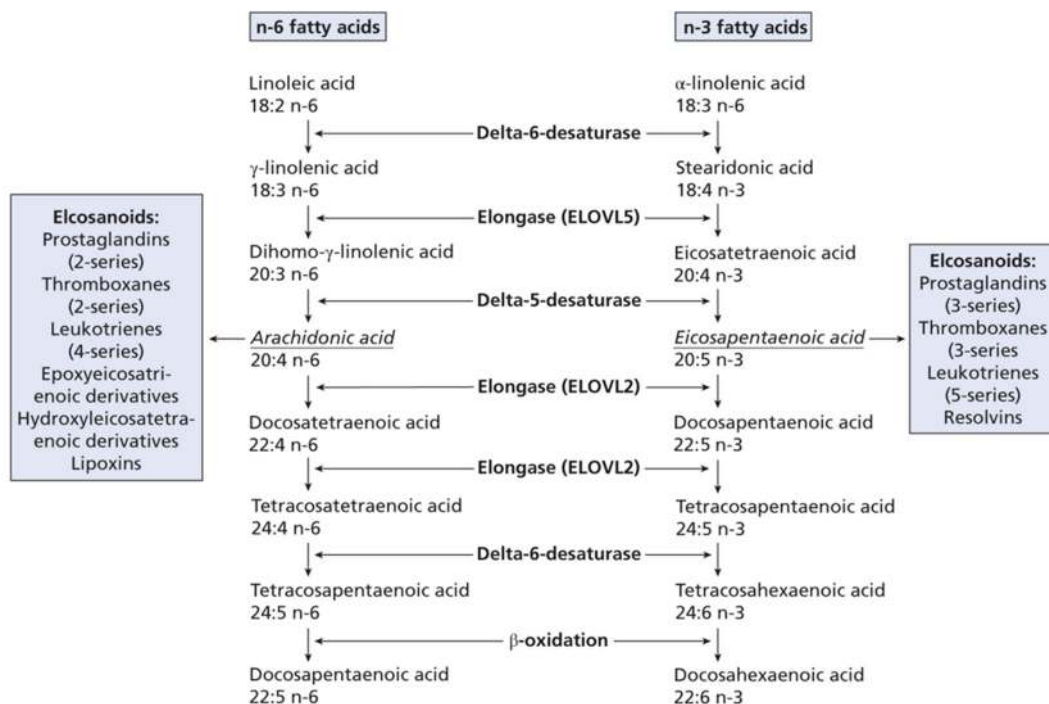 n-6 fatty acids
n-3 fatty acids
Linoleic acid
18:2 n-6
α-linolenic acid
18:3 n-6
Delta-6-desaturase
γ-linolenic acid
18:3 n-6
Stearidonic acid
18:4 n-3
Elongase (ELOVL5)
Dihomo-γ-linolenic acid
20:3 n-6
Eicosatetraenoic acid
20:4 n-3
Delta-5-desaturase
Elcosanoids:
Prostaglandins
(2-series)
Thromboxanes
(2-series)
Leukotrienes
(4-series)
Epoxyeicosatri-
enoic derivatives
Hydroxyleicosatetra-
enoic derivatives
Lipoxins
Arachidonic acid
20:4 n-6
Eicosapentaenoic acid
20:5 n-3
Elcosanoids:
Prostaglandins
(3-series)
Thromboxanes
(3-series
Leukotrienes
(5-series)
Resolvins
Elongase (ELOVL2)
Docosatetraenoic acid
22:4 n-6
Docosapentaenoic acid
22:5 n-3
Elongase (ELOVL2)
Tetracosatetraenoic acid
24:4 n-6
Tetracosapentaenoic acid
24:5 n-3
Delta-6-desaturase
Tetracosapentaenoic acid
24:5 n-6
Tetracosahexaenoic acid
24:6 n-3
β-oxidation
Docosapentaenoic acid
22:5 n-6
Docosahexaenoic acid
22:6 n-3